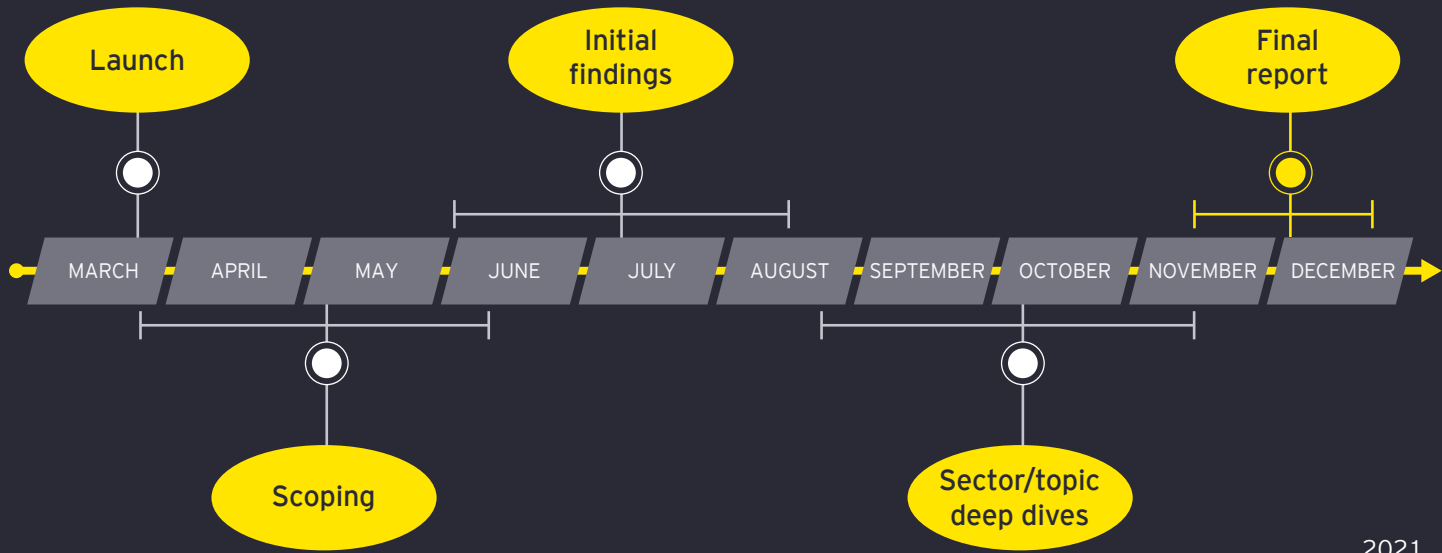 Launch
Initial
findings
Final
report
MARCH
APRIL
MAY
JUNE
JULY
AUGUST
SEPTEMBER
OCTOBER
NOVEMBER
DECEMBER
Scoping
Sector/topic
deep dives
2021